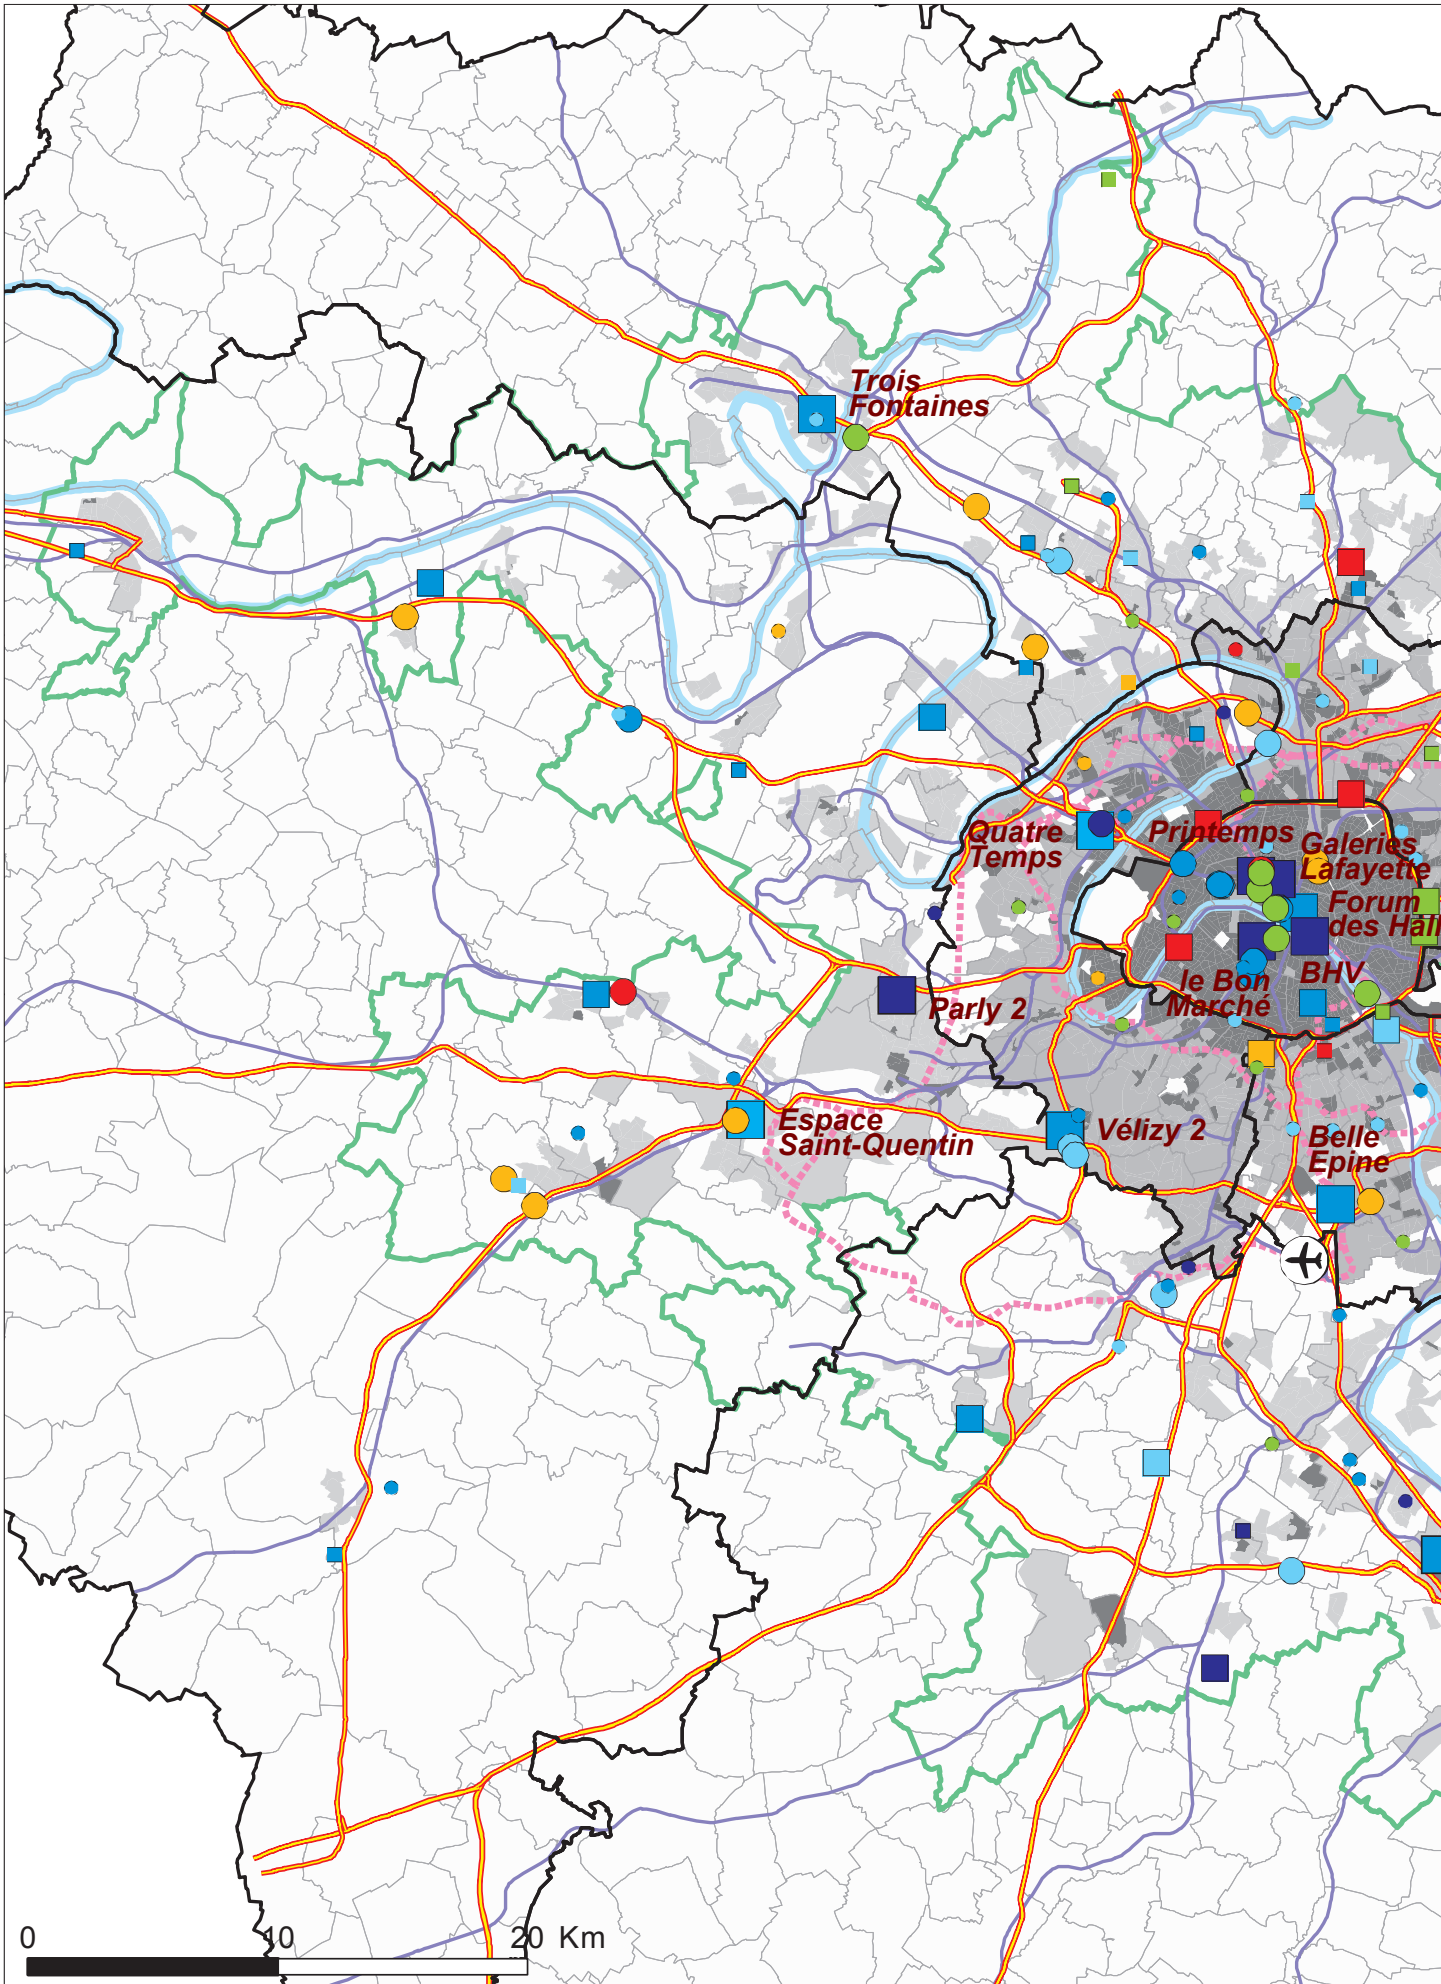 Trois
Fontaines
Quatre
Temps
Printemps
Galeries
Lafayette
Forum
des Hall
le Bon
Marché
BHV
Parly 2
Espace
Saint-Quentin
Vélizy 2
Belle
Epine
0 10 20 Km